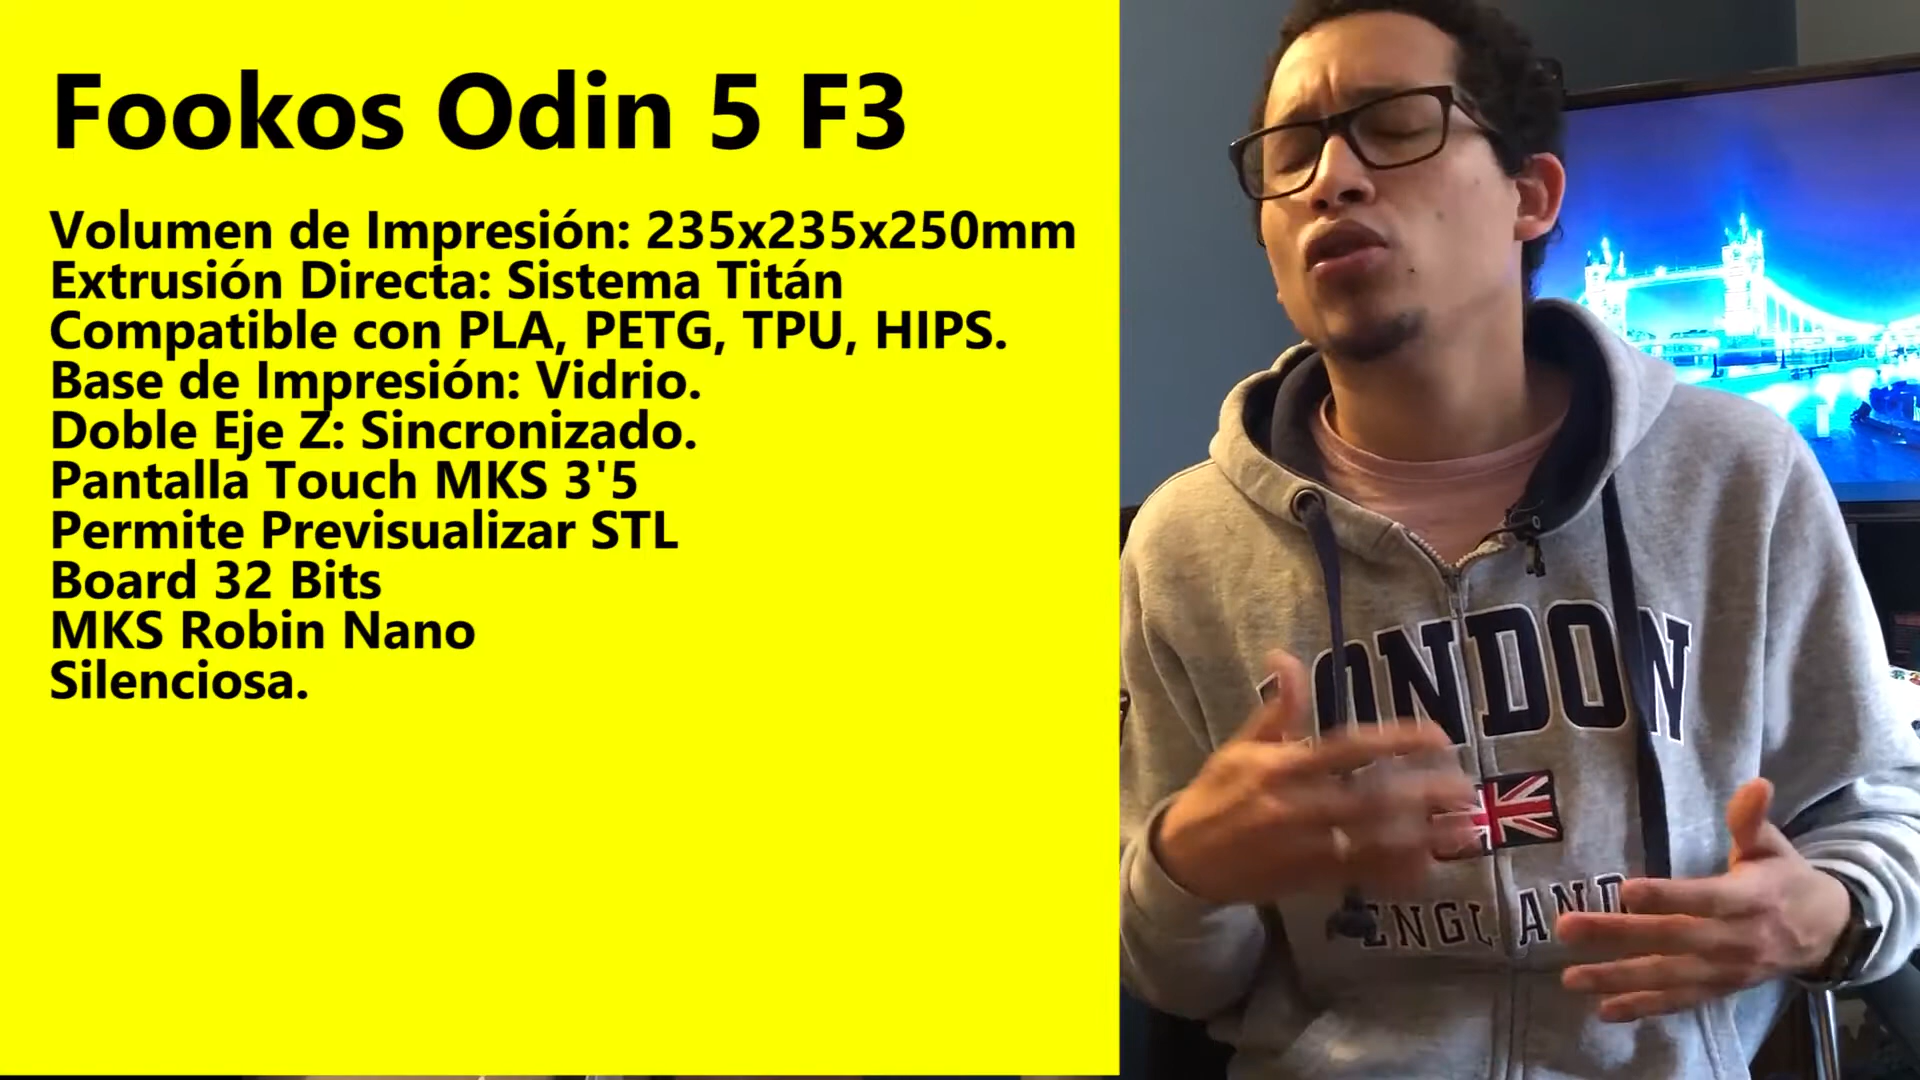 Fookos Odin 5 F3
Volumen de Impresión: 235x235x250mm
Extrusión Directa: Sistema Titán
Compatible con PLA, PETG, TPU, HIPS.
Base de Impresión: Vidrio.
Doble Eje Z: Sincronizado.
Pantalla Touch MKS 3'5
Permite Previsualizar STL
Board 32 Bits
MKS Robin Nano
Silenciosa.
LONDON
ENGLAND